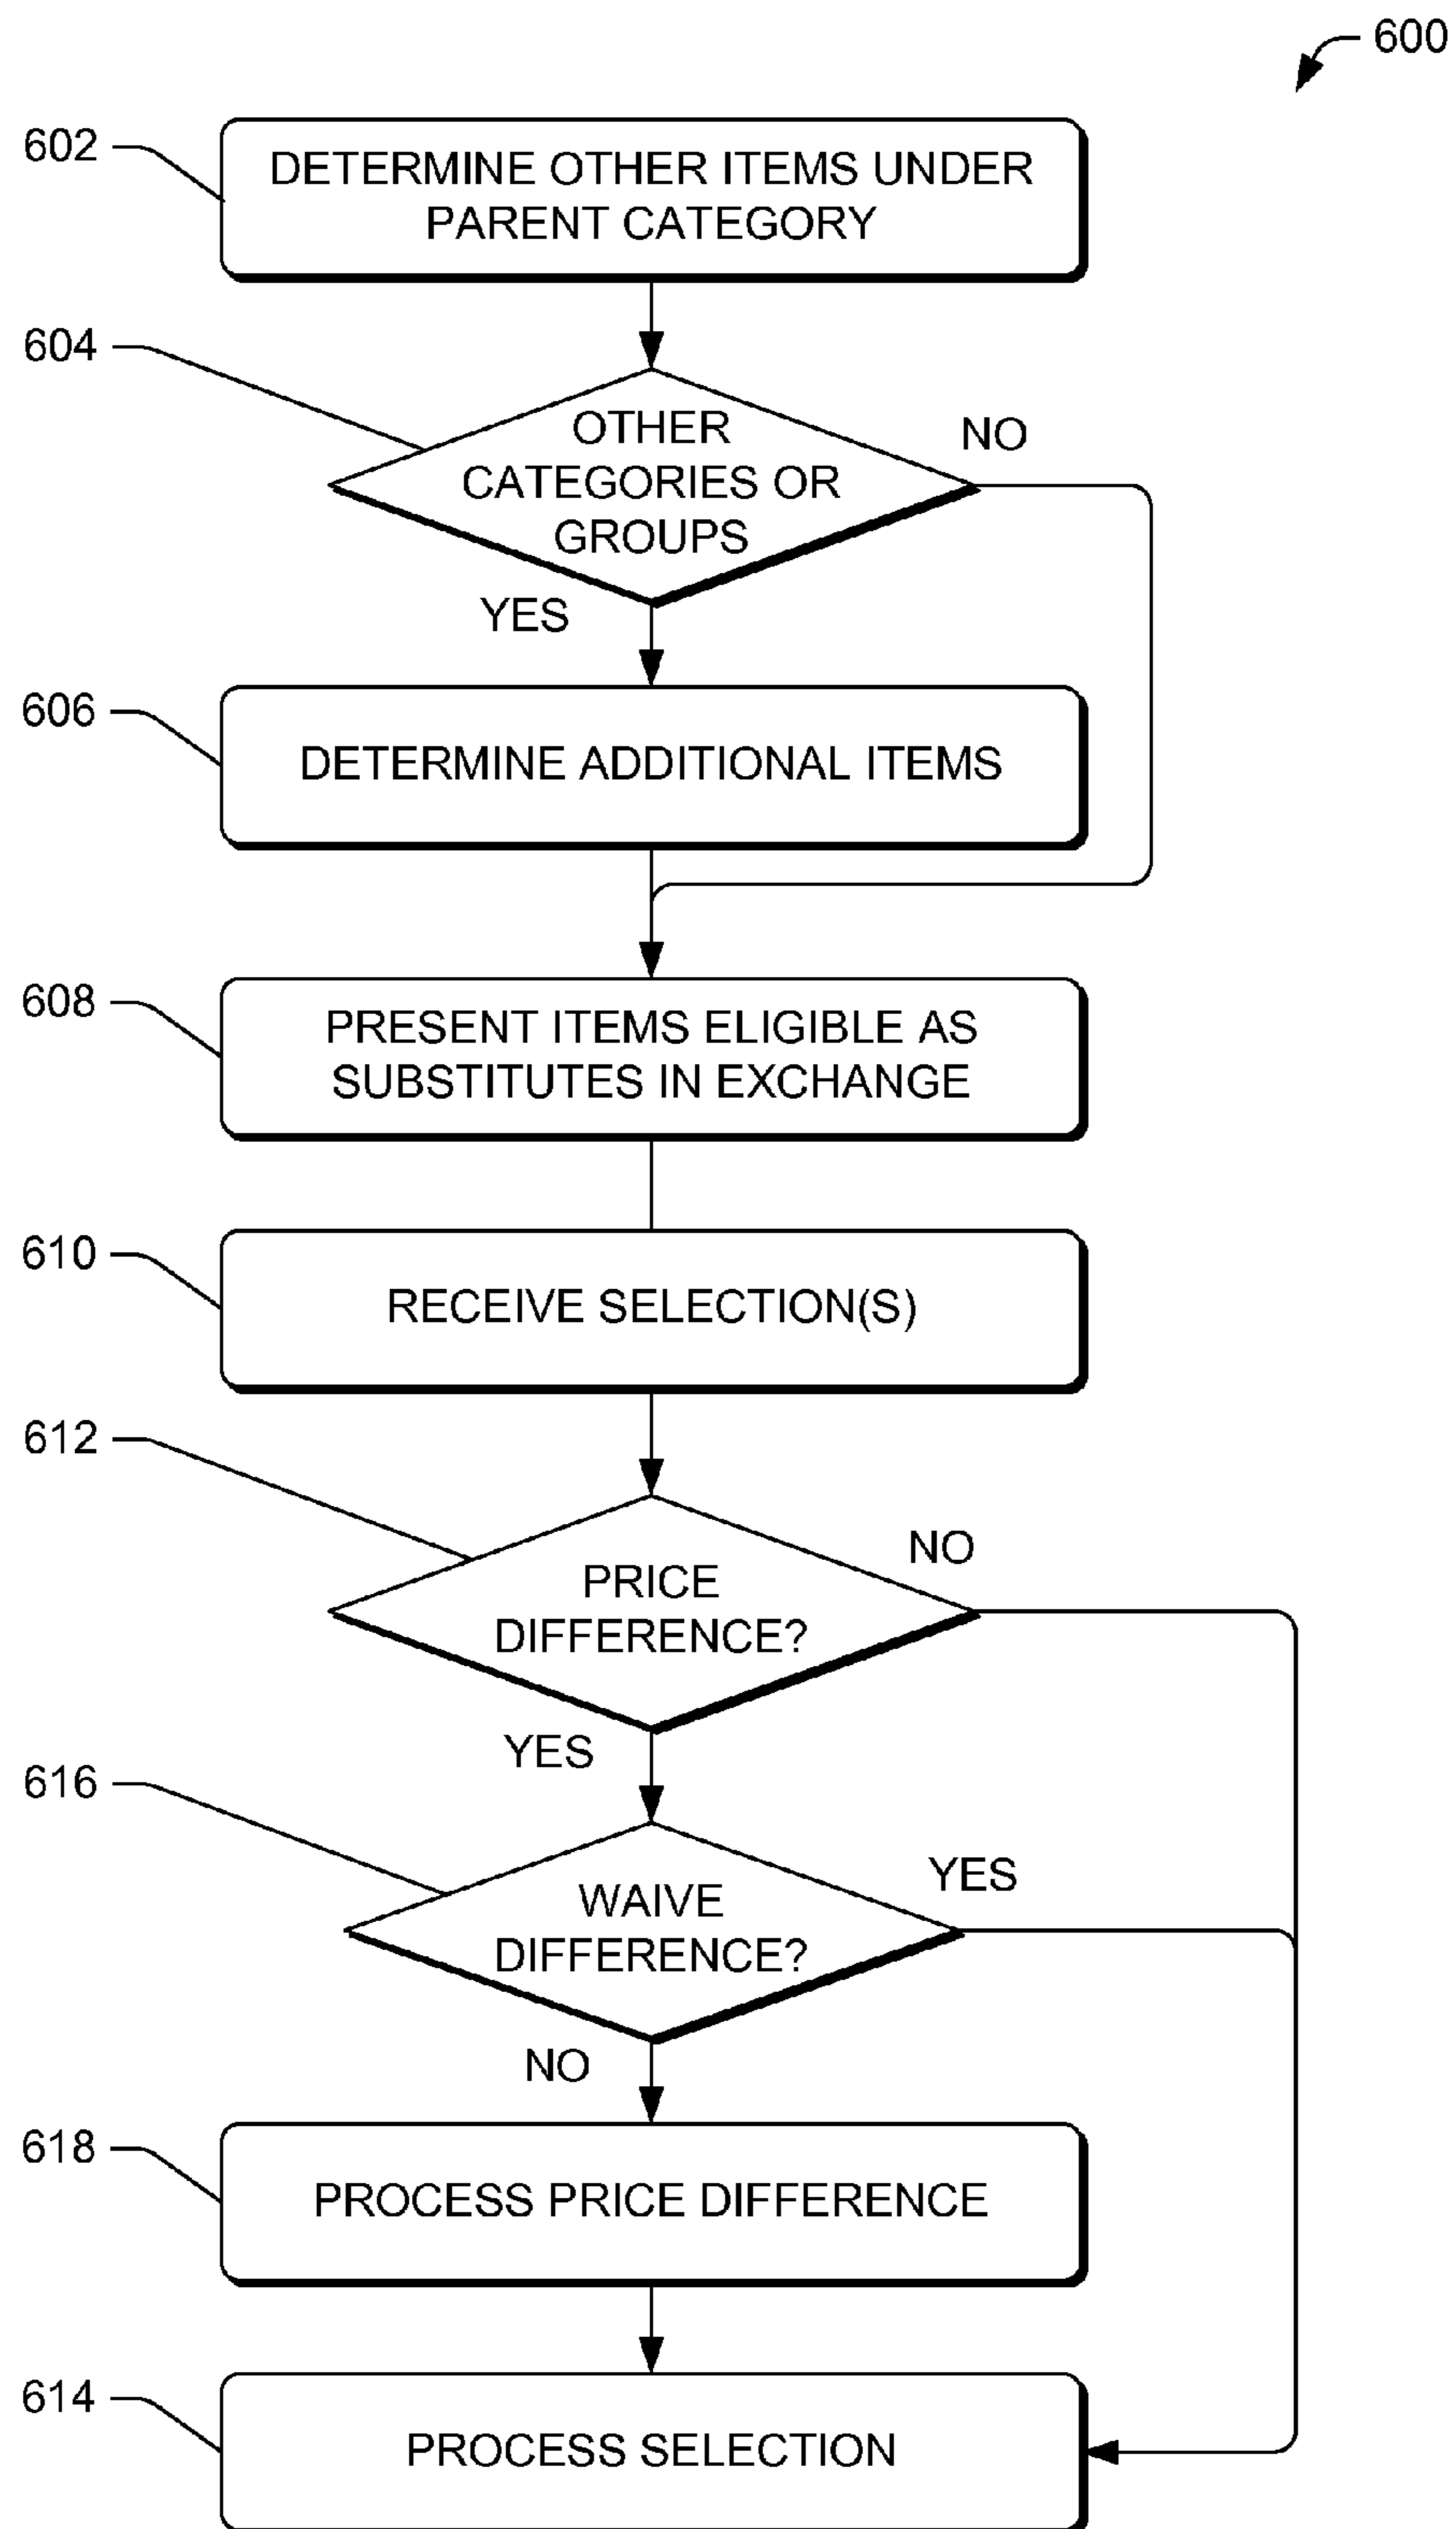 600
602
DETERMINE OTHER ITEMS UNDER
PARENT CATEGORY
604
OTHER
CATEGORIES OR
GROUPS
NO
YES
606
DETERMINE ADDITIONAL ITEMS
608
PRESENT ITEMS ELIGIBLE AS
SUBSTITUTES IN EXCHANGE
610
RECEIVE SELECTION(S)
612
PRICE
DIFFERENCE?
NO
YES
616
WAIVE
DIFFERENCE?
YES
NO
618
PROCESS PRICE DIFFERENCE
614
PROCESS SELECTION